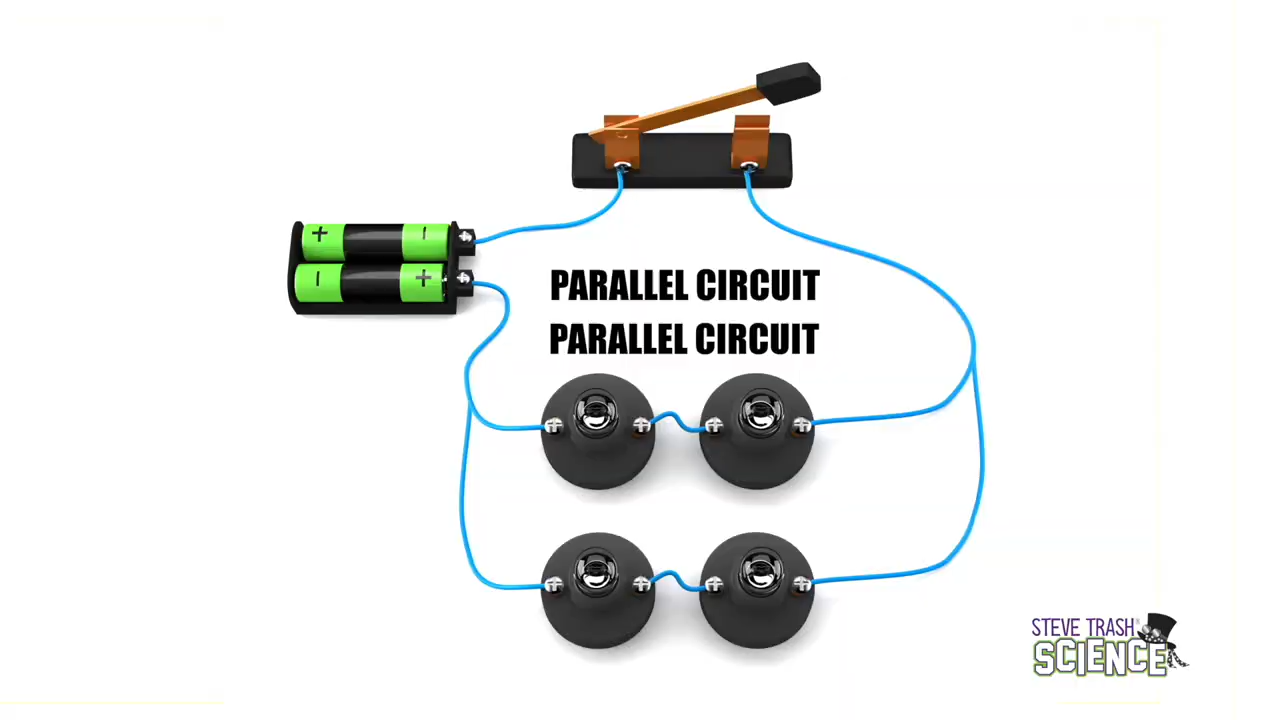 + -
- +
PARALLEL CIRCUIT
PARALLEL CIRCUIT
STEVE TRASH
SCIENCE